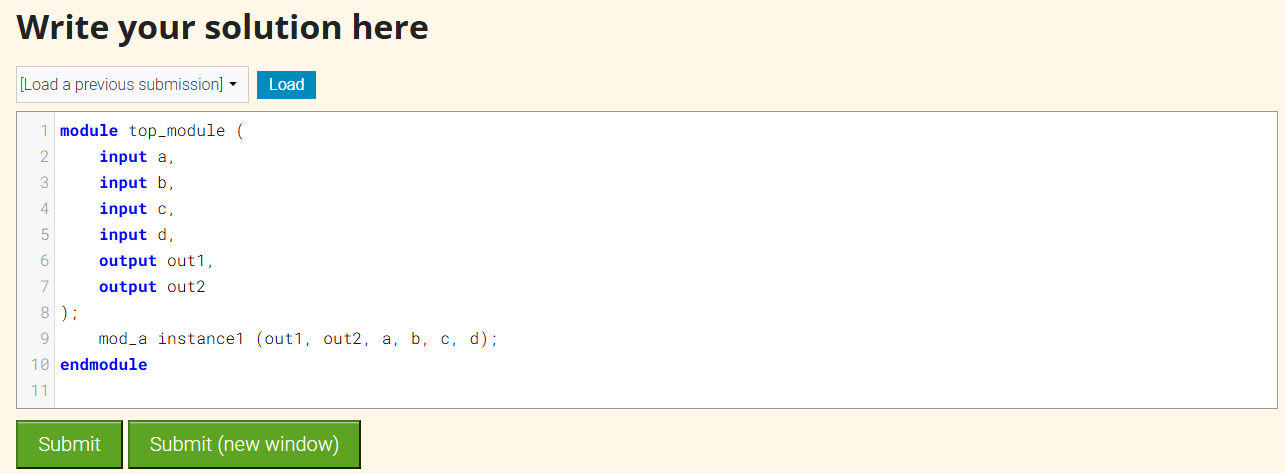 Write your solution here
[Load a previous submission] Load
1 module top_module (
2     input a,
3     input b,
4     input c,
5     input d,
6     output out1,
7     output out2
8 );
9     mod_a instance1 (out1, out2, a, b, c, d);
10 endmodule
11
Submit Submit (new window)